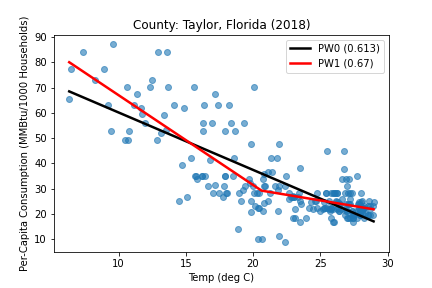 County: Taylor, Florida (2018)
PW0 (0.613)
PW1 (0.67)
Per-Capita Consumption (MMBtu/1000 Households)
90
80
70
60
50
40
30
20
10
10
15
20
25
30
Temp (deg C)